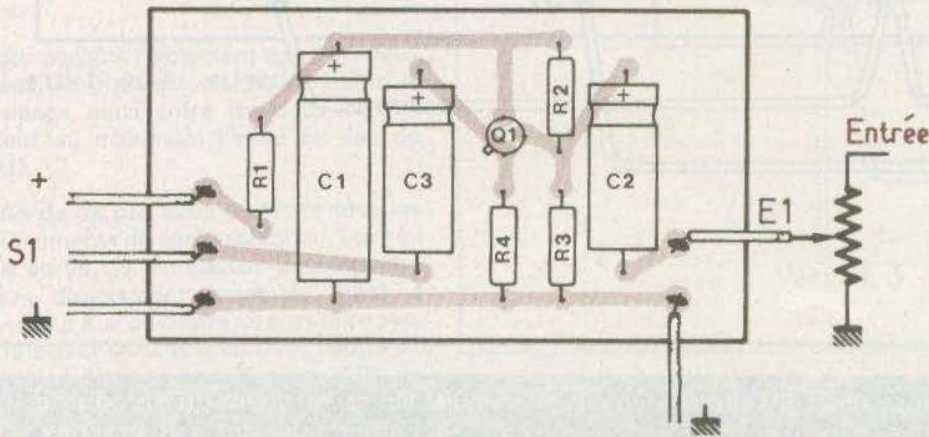 +
+
+
+
R2
Q1
Entrée
R1
C1
C3
C2
E1
S1
R4
R3